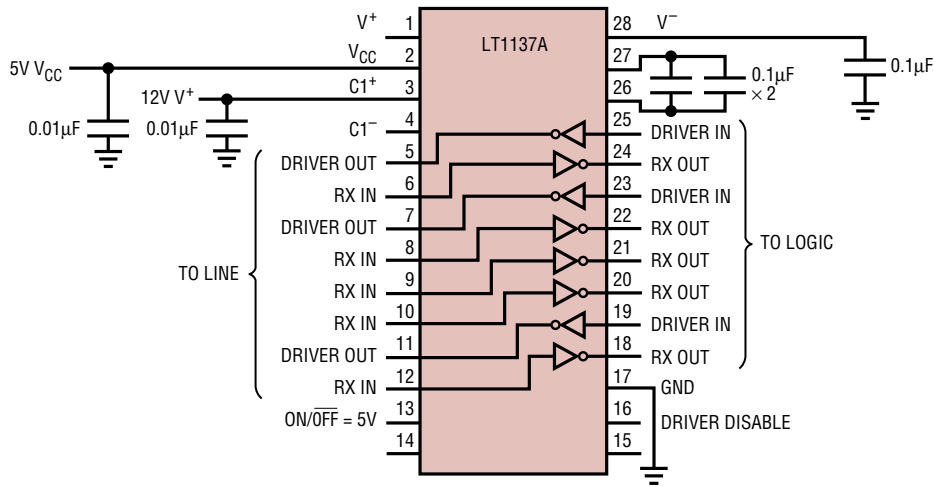 LT1137A
V+ 1
VCC 2
5V VCC
C1+ 3
12V V+
0.01µF
0.01µF
C1− 4
DRIVER OUT 5
RX IN 6
DRIVER OUT 7
RX IN 8
RX IN 9
RX IN 10
DRIVER OUT 11
RX IN 12
ON/OFF = 5V 13
14
TO LINE
28 V−
27
26
0.1µF
× 2
0.1µF
25 DRIVER IN
24 RX OUT
23 DRIVER IN
22 RX OUT
21 RX OUT
20 RX OUT
19 DRIVER IN
18 RX OUT
17 GND
16 DRIVER DISABLE
15
TO LOGIC